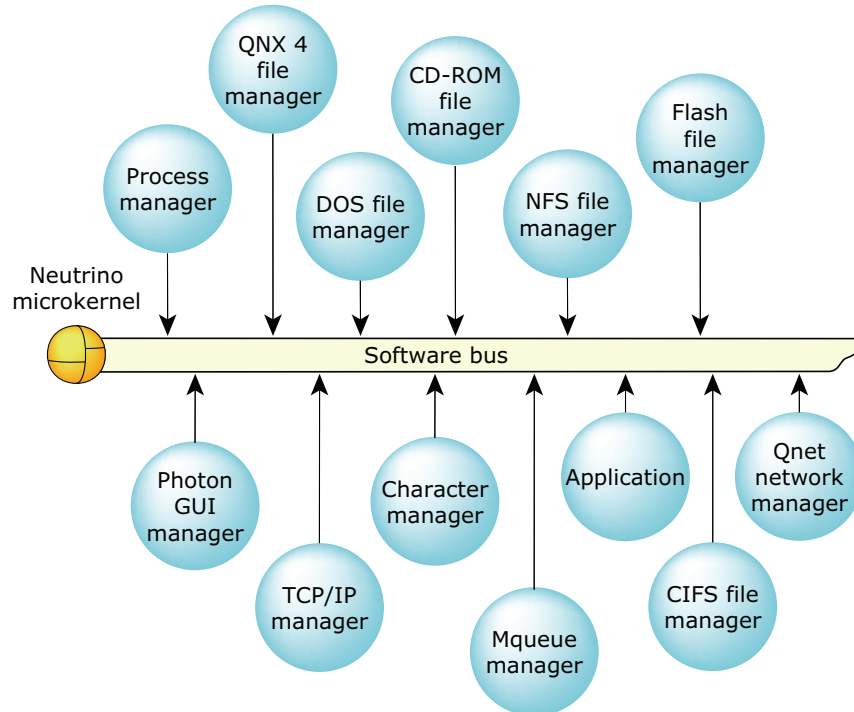 QNX 4
file
manager
CD-ROM
file
manager
Flash
file
manager
Process
manager
DOS file
manager
NFS file
manager
Neutrino
microkernel
Software bus
Photon
GUI
manager
Character
manager
Application
Qnet
network
manager
TCP/IP
manager
Mqueue
manager
CIFS file
manager